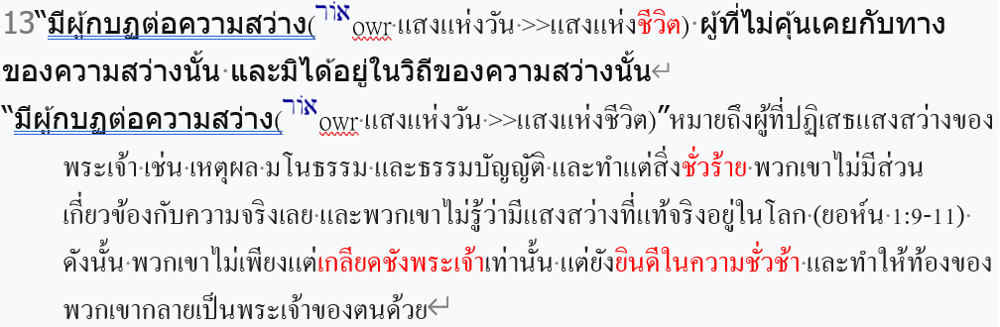 13“มีผู้กบฏต่อความสว่าง(אוֹר owr แสงแห่งวัน >>แสงแห่งชีวิต) ผู้ที่ไม่คุ้นเคยกับทาง
ของความสว่างนั้น และมิได้อยู่ในวิถีของความสว่างนั้น
“มีผู้กบฏต่อความสว่าง(אוֹר owr แสงแห่งวัน >>แสงแห่งชีวิต)”หมายถึงผู้ที่ปฏิเสธแสงสว่างของ
พระเจ้า เช่น เหตุผล มโนธรรม และธรรมบัญญัติ และทำแต่สิ่งชั่วร้าย พวกเขาไม่มีส่วน
เกี่ยวข้องกับความจริงเลย และพวกเขาไม่รู้ว่ามีแสงสว่างที่แท้จริงอยู่ในโลก (ยอห์น 1:9-11)
ดังนั้น พวกเขาไม่เพียงแต่เกลียดชังพระเจ้าเท่านั้น แต่ยังยินดีในความชั่วช้า และทำให้ท้องของ
พวกเขากลายเป็นพระเจ้าของตนด้วย